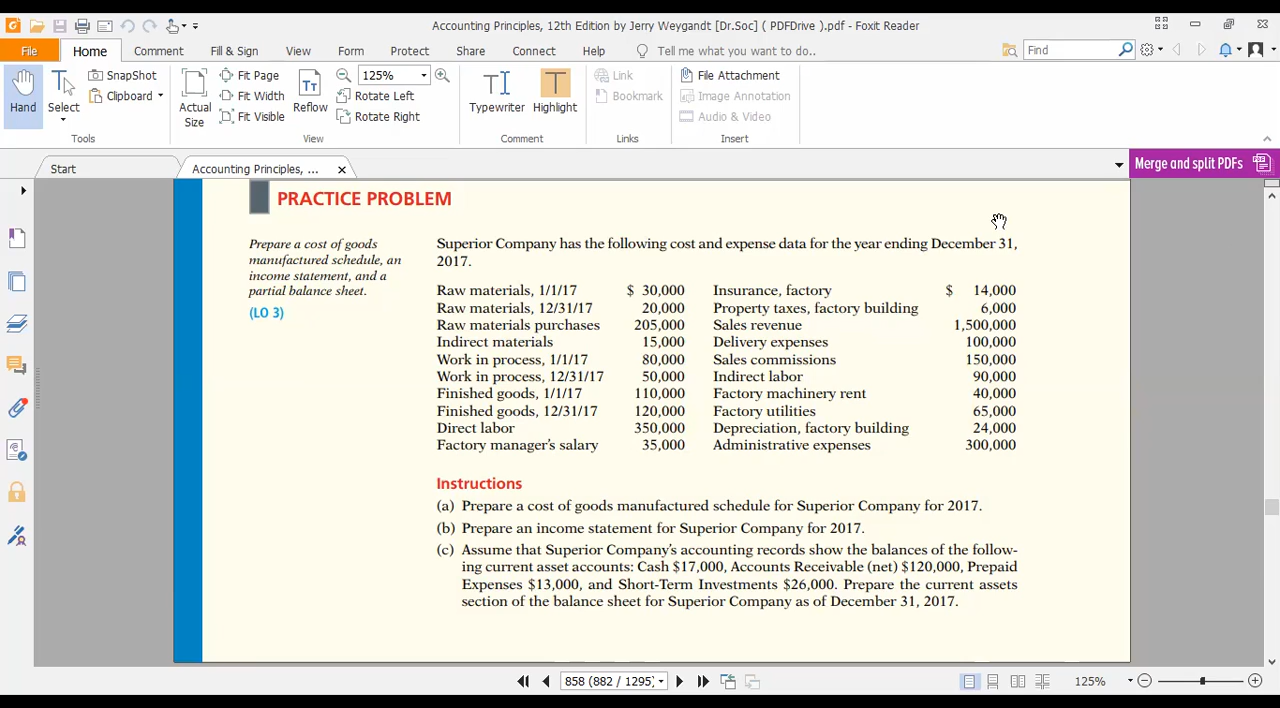 Accounting Principles, 12th Edition by Jerry Weygandt [Dr.Soc] ( PDFDrive ).pdf - Foxit Reader
File Home Comment Fill & Sign View Form Protect Share Connect Help Tell me what you want to do.. Find
Hand
Select
SnapShot
Clipboard
Tools
Actual Size
Fit Page
Fit Width
Fit Visible
Reflow
125%
Rotate Left
Rotate Right
View
Typewriter
Highlight
Comment
Link
Bookmark
Links
File Attachment
Image Annotation
Audio & Video
Insert
Start
Accounting Principles, ...
Merge and split PDFs
PRACTICE PROBLEM
Prepare a cost of goods
manufactured schedule, an
income statement, and a
partial balance sheet.
(LO 3)
Superior Company has the following cost and expense data for the year ending December 31,
2017.
Raw materials, 1/1/17 $ 30,000 Insurance, factory $ 14,000
Raw materials, 12/31/17 20,000 Property taxes, factory building 6,000
Raw materials purchases 205,000 Sales revenue 1,500,000
Indirect materials 15,000 Delivery expenses 100,000
Work in process, 1/1/17 80,000 Sales commissions 150,000
Work in process, 12/31/17 50,000 Indirect labor 90,000
Finished goods, 1/1/17 110,000 Factory machinery rent 40,000
Finished goods, 12/31/17 120,000 Factory utilities 65,000
Direct labor 350,000 Depreciation, factory building 24,000
Factory manager's salary 35,000 Administrative expenses 300,000
Instructions
(a) Prepare a cost of goods manufactured schedule for Superior Company for 2017.
(b) Prepare an income statement for Superior Company for 2017.
(c) Assume that Superior Company's accounting records show the balances of the follow-
ing current asset accounts: Cash $17,000, Accounts Receivable (net) $120,000, Prepaid
Expenses $13,000, and Short-Term Investments $26,000. Prepare the current assets
section of the balance sheet for Superior Company as of December 31, 2017.
858 (882 / 1295)
125%